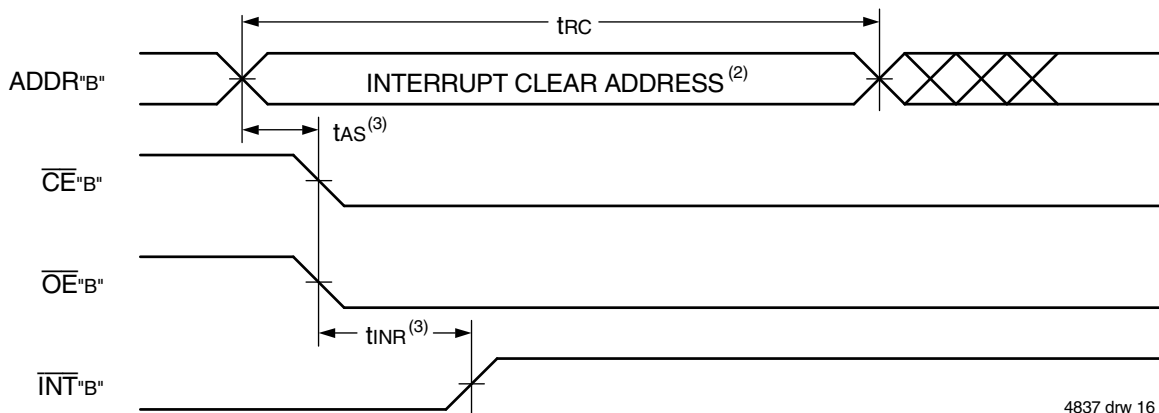 tRC
ADDR"B"
INTERRUPT CLEAR ADDRESS(2)
tAS(3)
CE"B"
OE"B"
tINR(3)
INT"B"
4837 drw 16